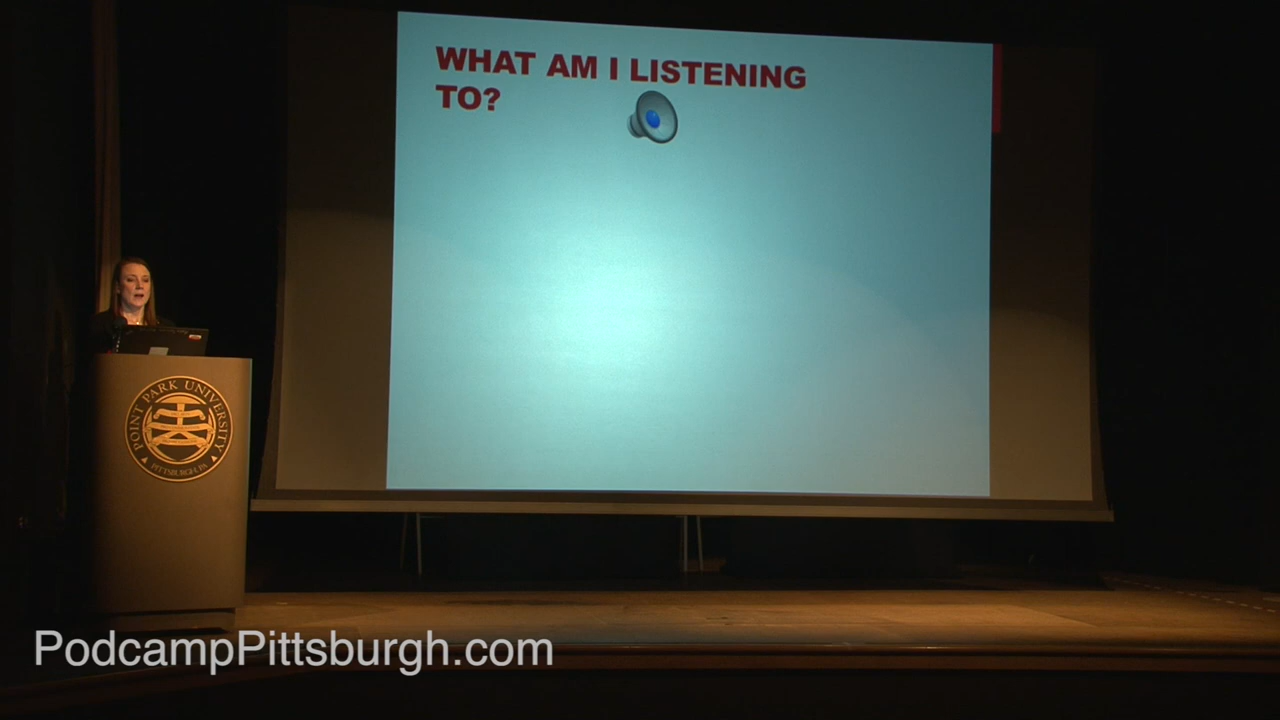 WHAT AM I LISTENING
TO?
POINT PARK UNIVERSITY
PITTSBURGH, PA
PodcampPittsburgh.com